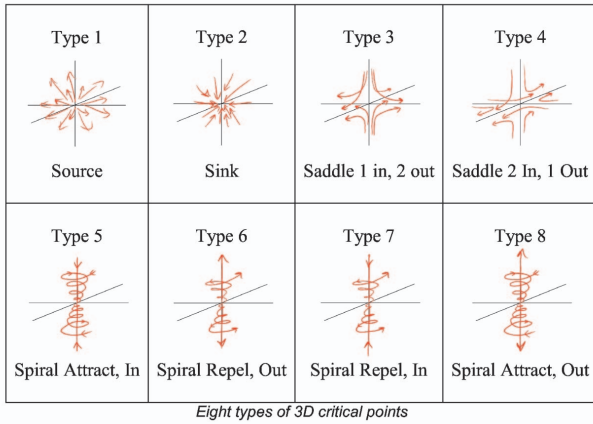 Type 1
Source
Type 2
Sink
Type 3
Saddle 1 in, 2 out
Type 4
Saddle 2 In, 1 Out
Type 5
Spiral Attract, In
Type 6
Spiral Repel, Out
Type 7
Spiral Repel, In
Type 8
Spiral Attract, Out
Eight types of 3D critical points